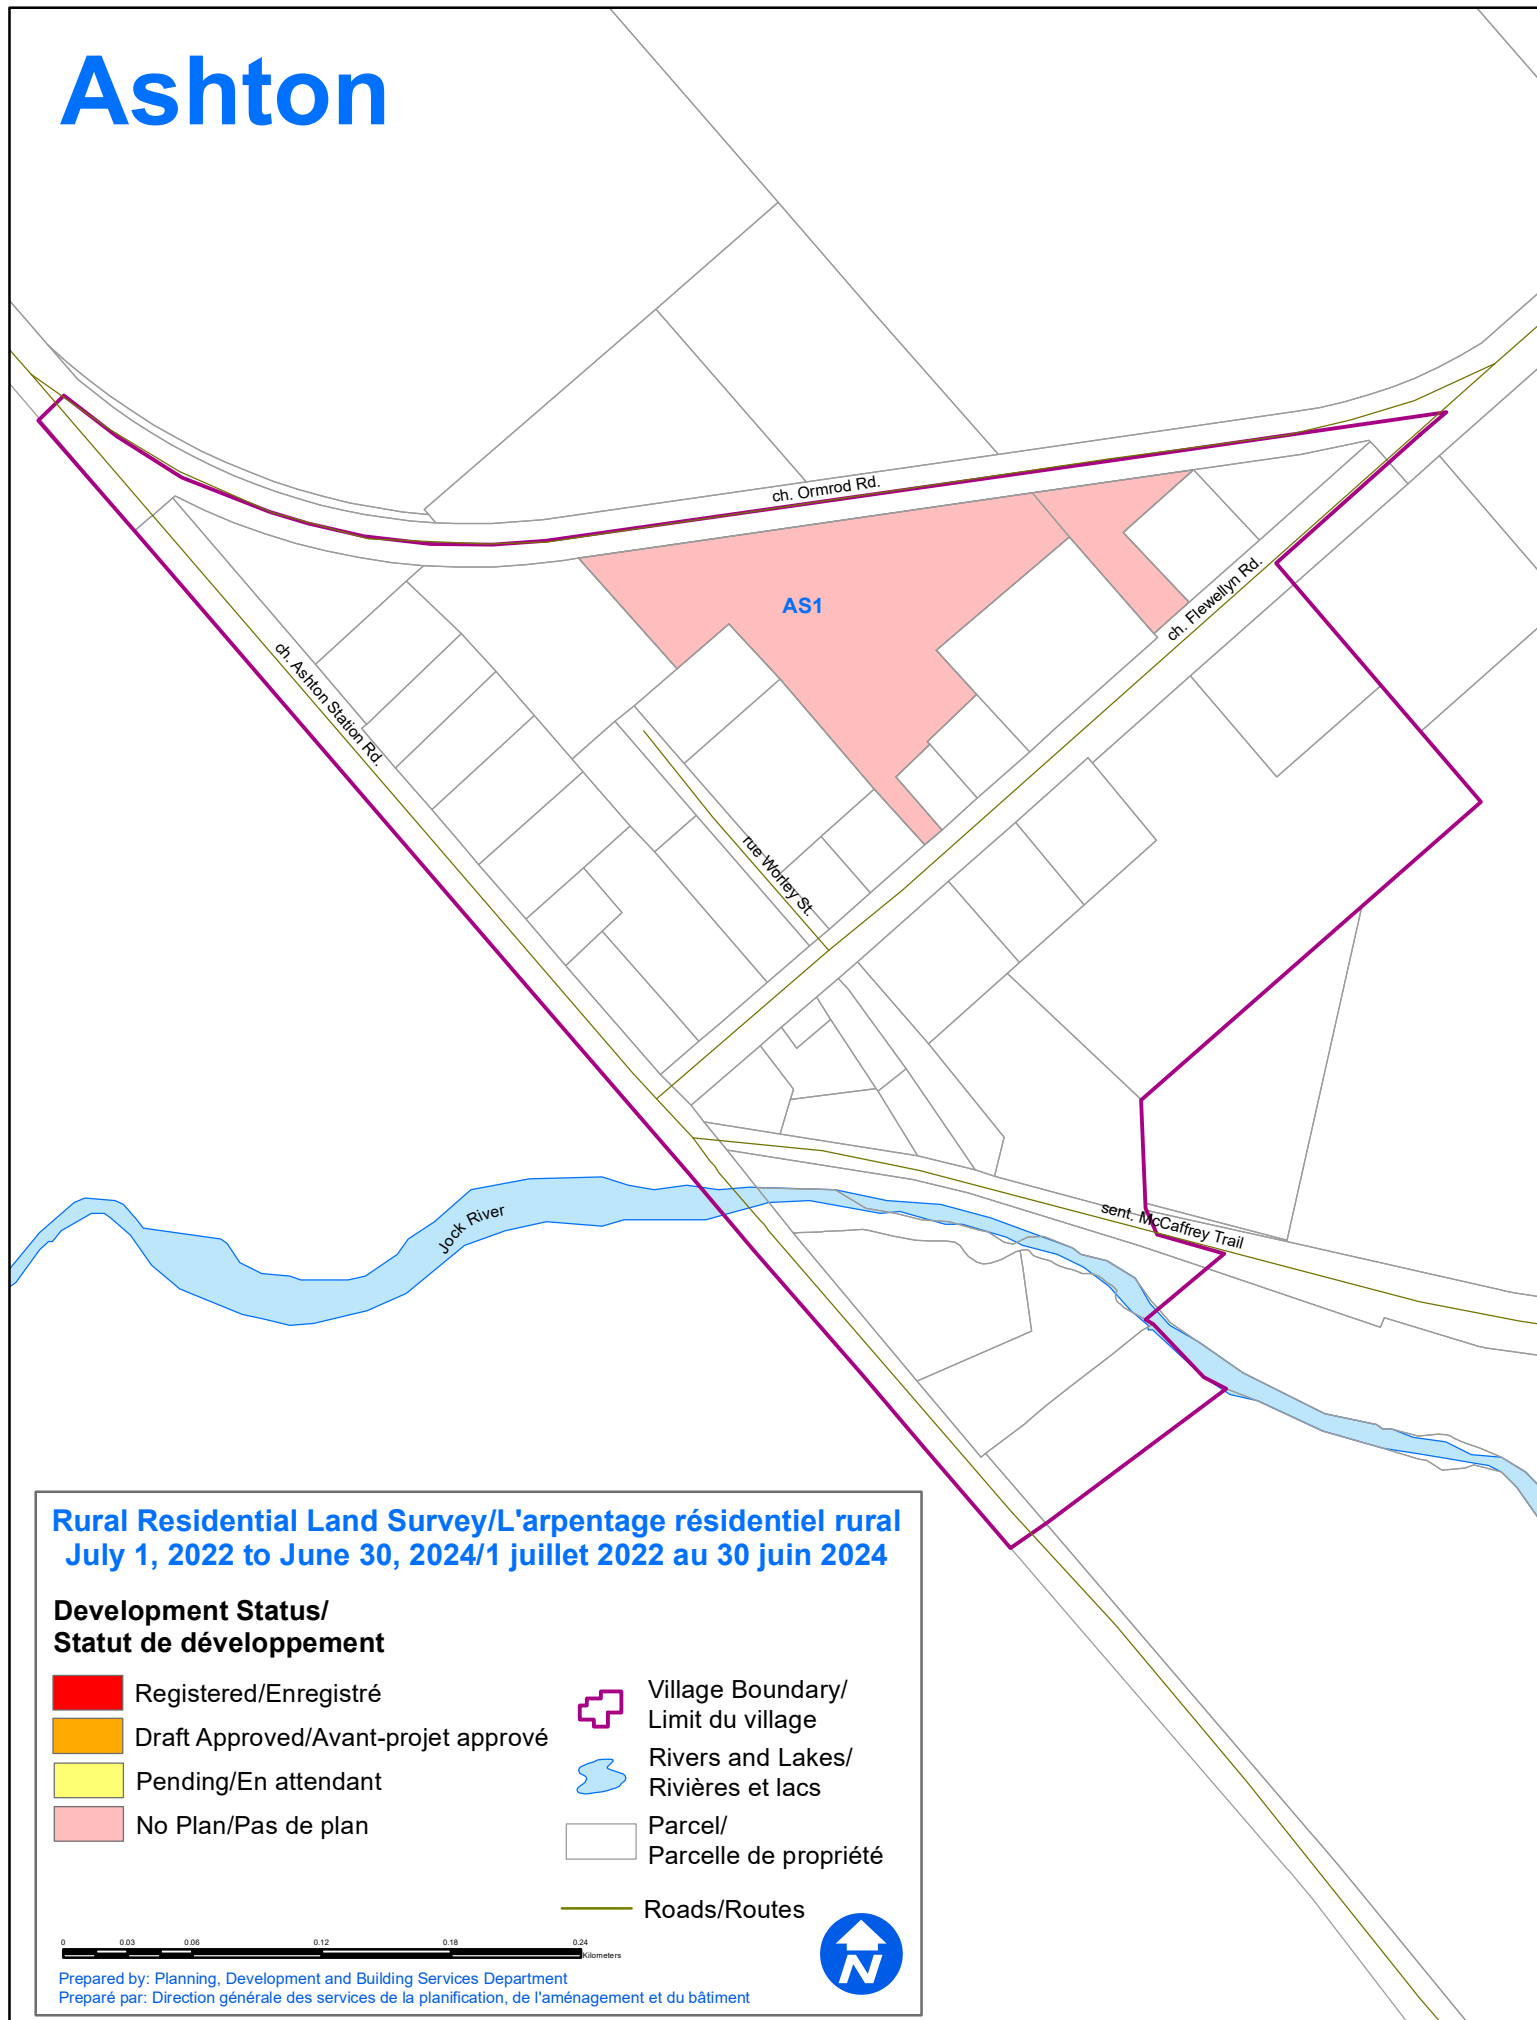 Ashton
ch. Ormrod Rd.
AS1
ch. Flewellyn Rd.
ch. Ashton Station Rd.
rue Worley St.
Jock River
sent. McCaffrey Trail
Rural Residential Land Survey/L'arpentage résidentiel rural
July 1, 2022 to June 30, 2024/1 juillet 2022 au 30 juin 2024
Development Status/
Statut de développement
Registered/Enregistré
Draft Approved/Avant-projet apprové
Pending/En attendant
No Plan/Pas de plan
Village Boundary/
Limit du village
Rivers and Lakes/
Rivières et lacs
Parcel/
Parcelle de propriété
Roads/Routes
0 0.03 0.06 0.12 0.18 0.24
Kilometers
N
Prepared by: Planning, Development and Building Services Department
Preparé par: Direction générale des services de la planification, de l'aménagement et du bâtiment